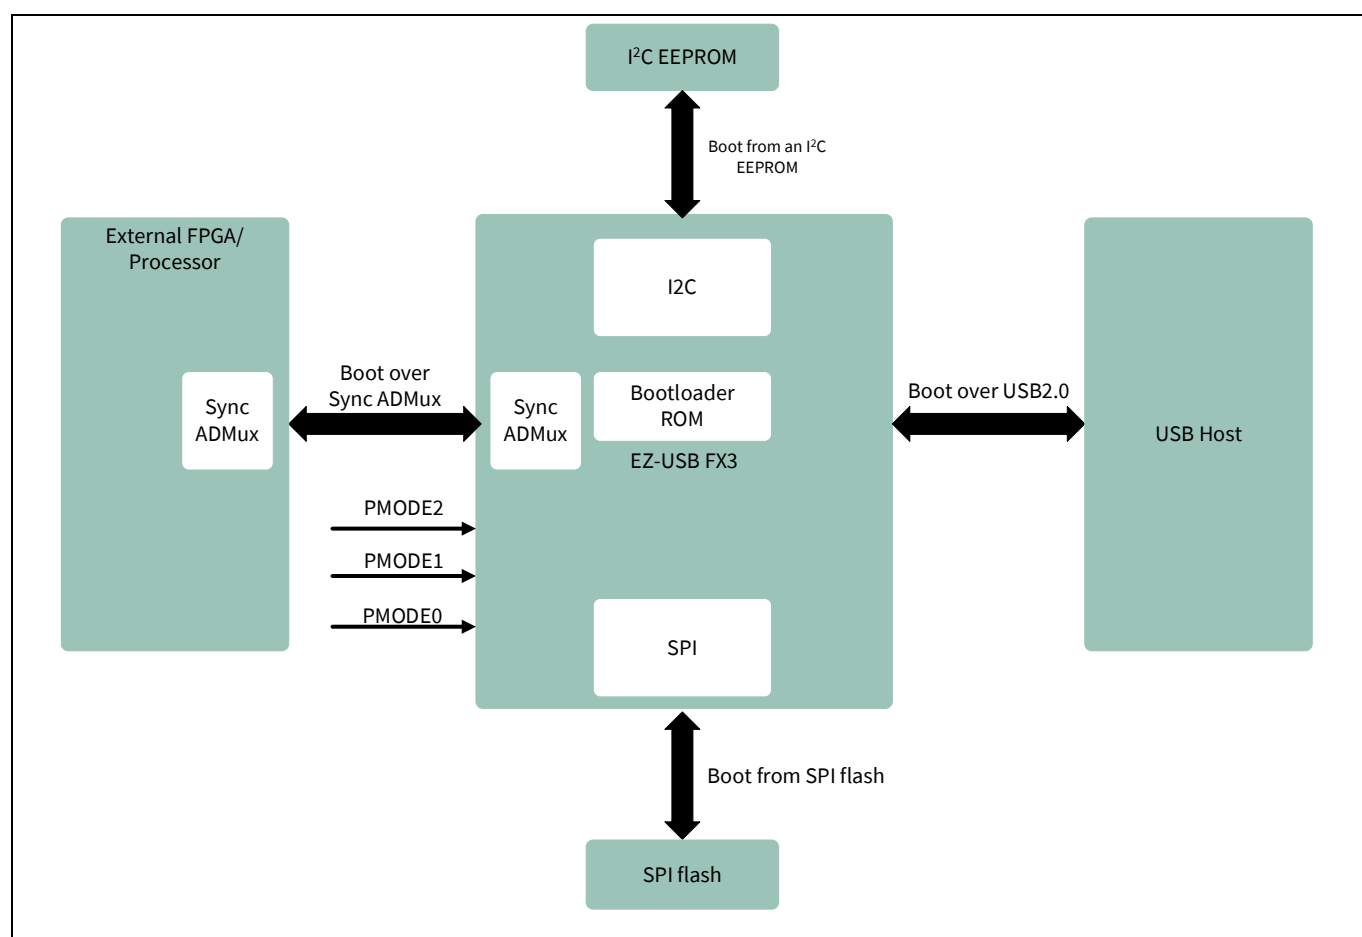 I²C EEPROM
Boot from an I²C
EEPROM
External FPGA/
Processor
I2C
Boot over
Sync ADMux
Sync
ADMux
Sync
ADMux
Bootloader
ROM
EZ-USB FX3
Boot over USB2.0
USB Host
PMODE2
PMODE1
PMODE0
SPI
Boot from SPI flash
SPI flash